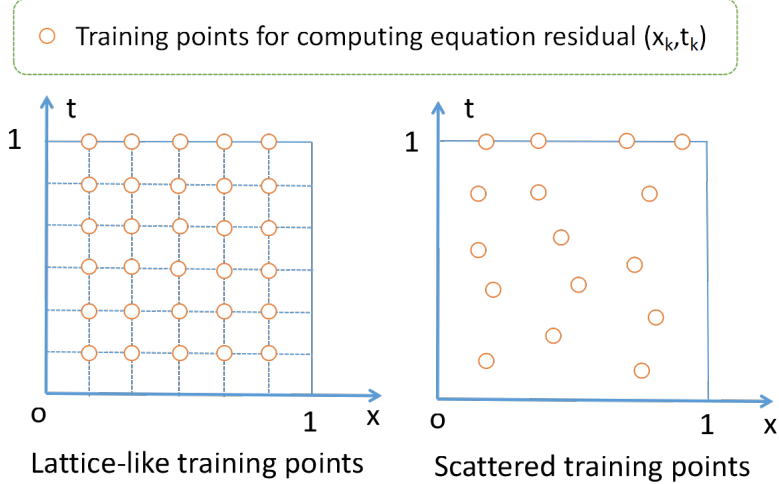 Training points for computing equation residual (xk,tk)
t
1
o
1
x
Lattice-like training points
t
1
o
1
x
Scattered training points